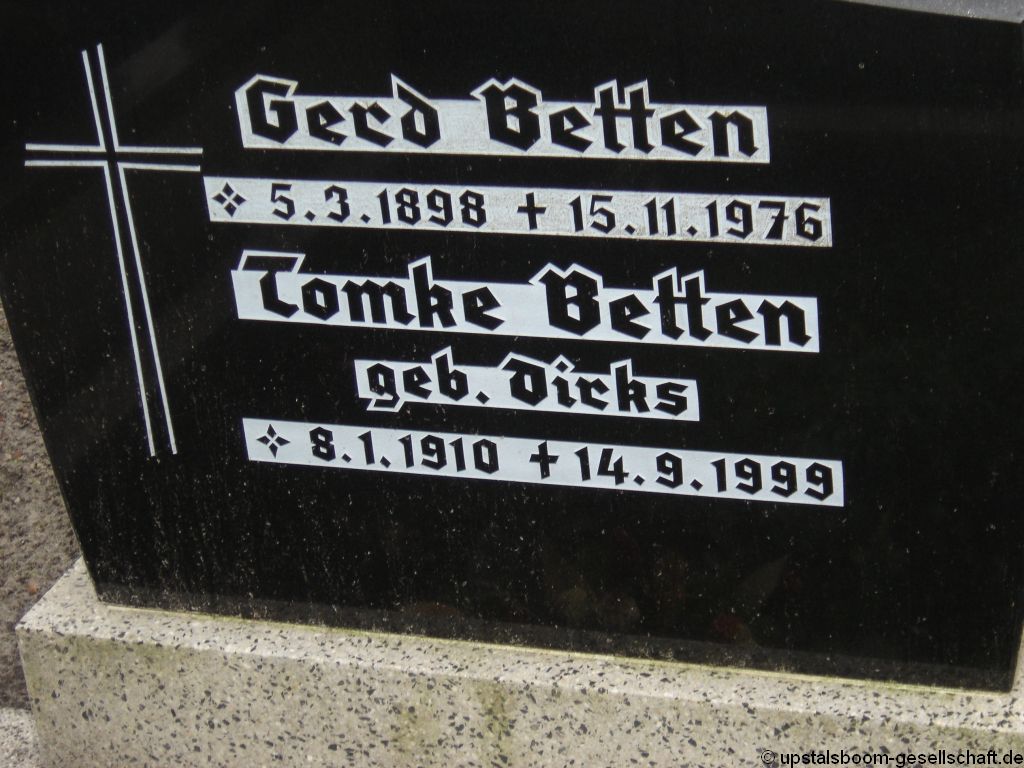 Gerd Betten
5.3.1898 ✝ 15.11.1976
Tomke Betten
geb. Dirks
8.1.1910 ✝ 14.9.1999
© upstalsboom-gesellschaft.de